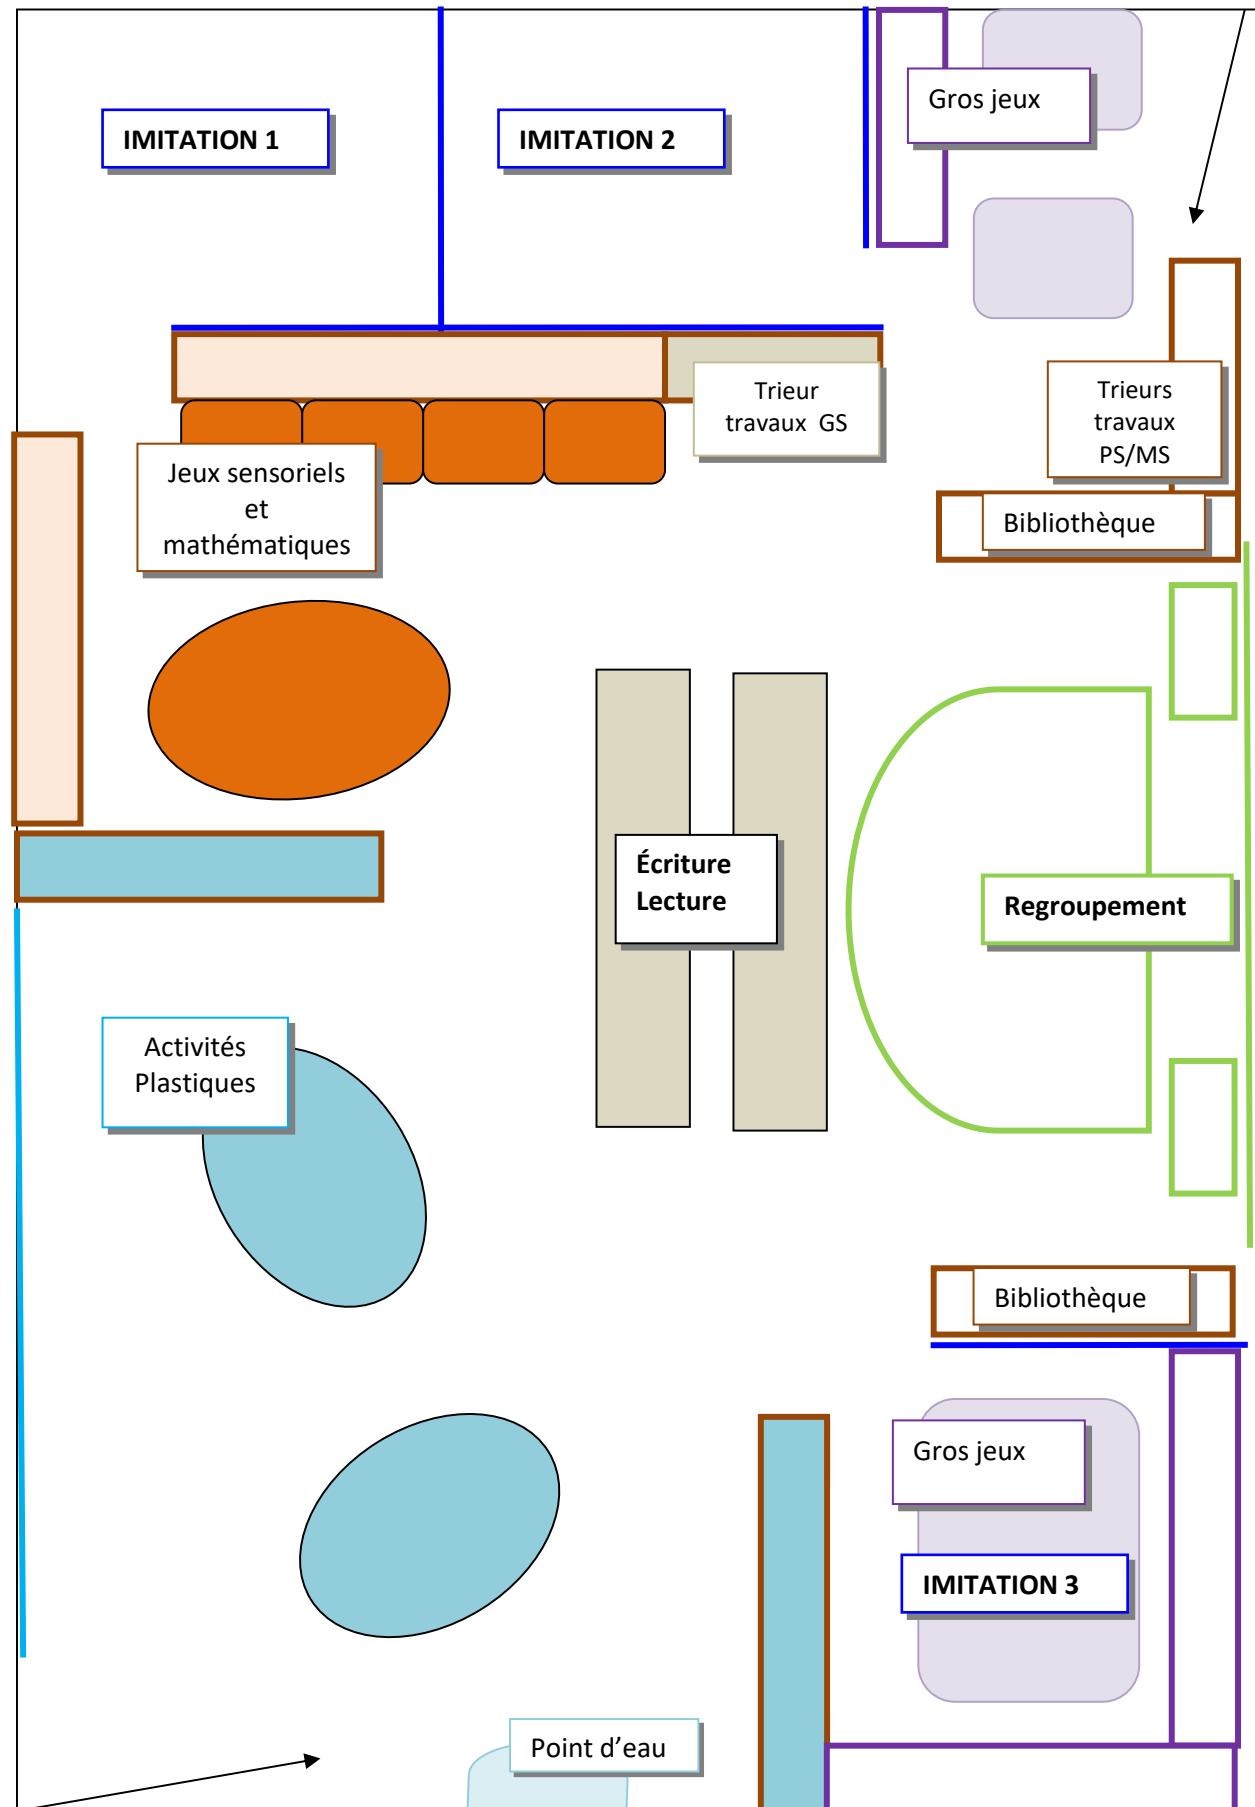 Gros jeux
IMITATION 1
IMITATION 2
Trieur
travaux  GS
Trieurs
travaux
PS/MS
Jeux sensoriels
et
mathématiques
Bibliothèque
Écriture
Lecture
Regroupement
Activités
Plastiques
Bibliothèque
Gros jeux
IMITATION 3
Point d’eau